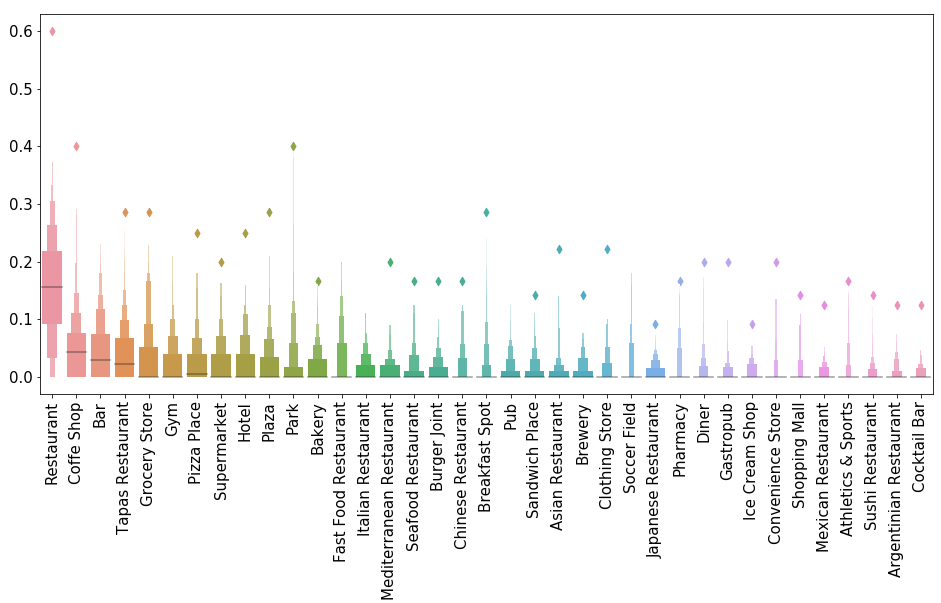 0.6
0.5
0.4
0.3
0.2
0.1
0.0
Restaurant
Coffe Shop
Bar
Tapas Restaurant
Grocery Store
Gym
Pizza Place
Supermarket
Hotel
Plaza
Park
Bakery
Fast Food Restaurant
Italian Restaurant
Mediterranean Restaurant
Seafood Restaurant
Burger Joint
Chinese Restaurant
Breakfast Spot
Pub
Sandwich Place
Asian Restaurant
Brewery
Clothing Store
Soccer Field
Japanese Restaurant
Pharmacy
Diner
Gastropub
Ice Cream Shop
Convenience Store
Shopping Mall
Mexican Restaurant
Athletics & Sports
Sushi Restaurant
Argentinian Restaurant
Cocktail Bar